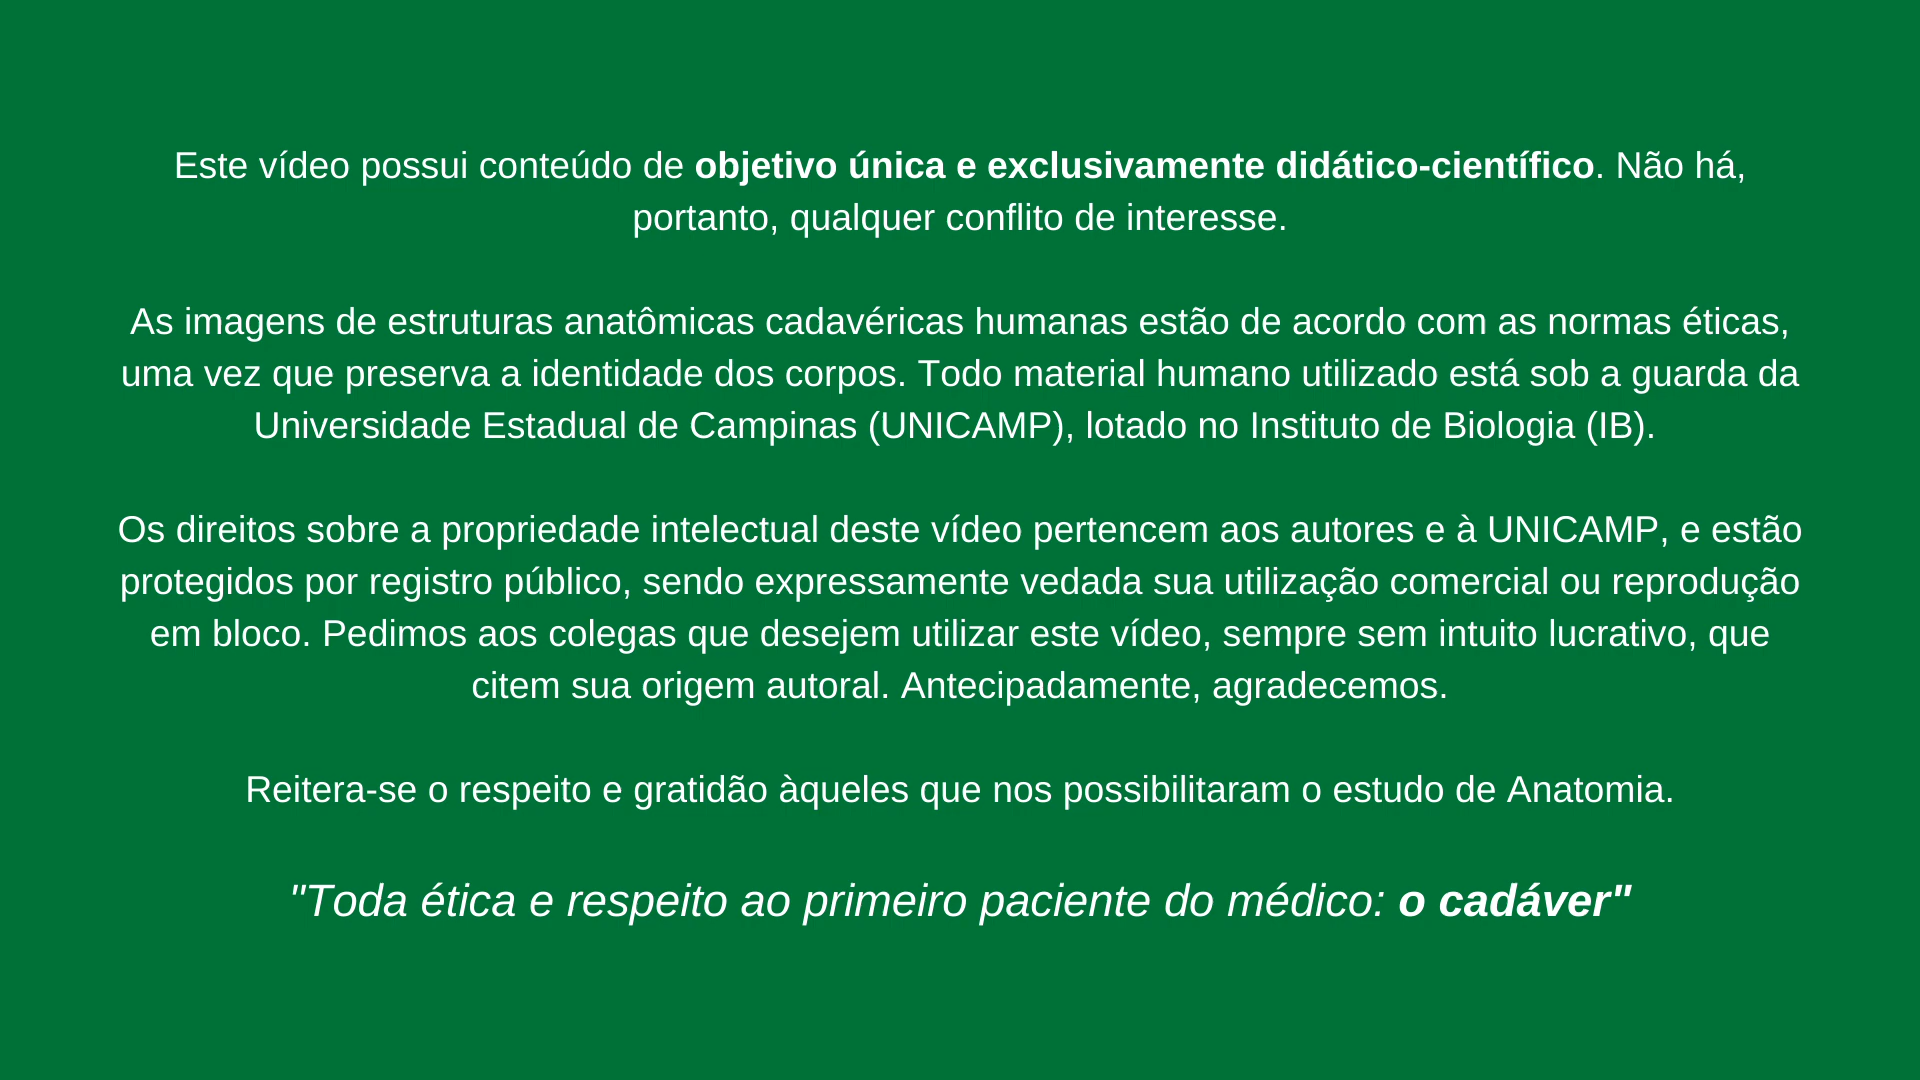 Este vídeo possui conteúdo de objetivo única e exclusivamente didático-científico. Não há,
portanto, qualquer conflito de interesse.
As imagens de estruturas anatômicas cadavéricas humanas estão de acordo com as normas éticas,
uma vez que preserva a identidade dos corpos. Todo material humano utilizado está sob a guarda da
Universidade Estadual de Campinas (UNICAMP), lotado no Instituto de Biologia (IB).
Os direitos sobre a propriedade intelectual deste vídeo pertencem aos autores e à UNICAMP, e estão
protegidos por registro público, sendo expressamente vedada sua utilização comercial ou reprodução
em bloco. Pedimos aos colegas que desejem utilizar este vídeo, sempre sem intuito lucrativo, que
citem sua origem autoral. Antecipadamente, agradecemos.
Reitera-se o respeito e gratidão àqueles que nos possibilitaram o estudo de Anatomia.
"Toda ética e respeito ao primeiro paciente do médico: o cadáver"